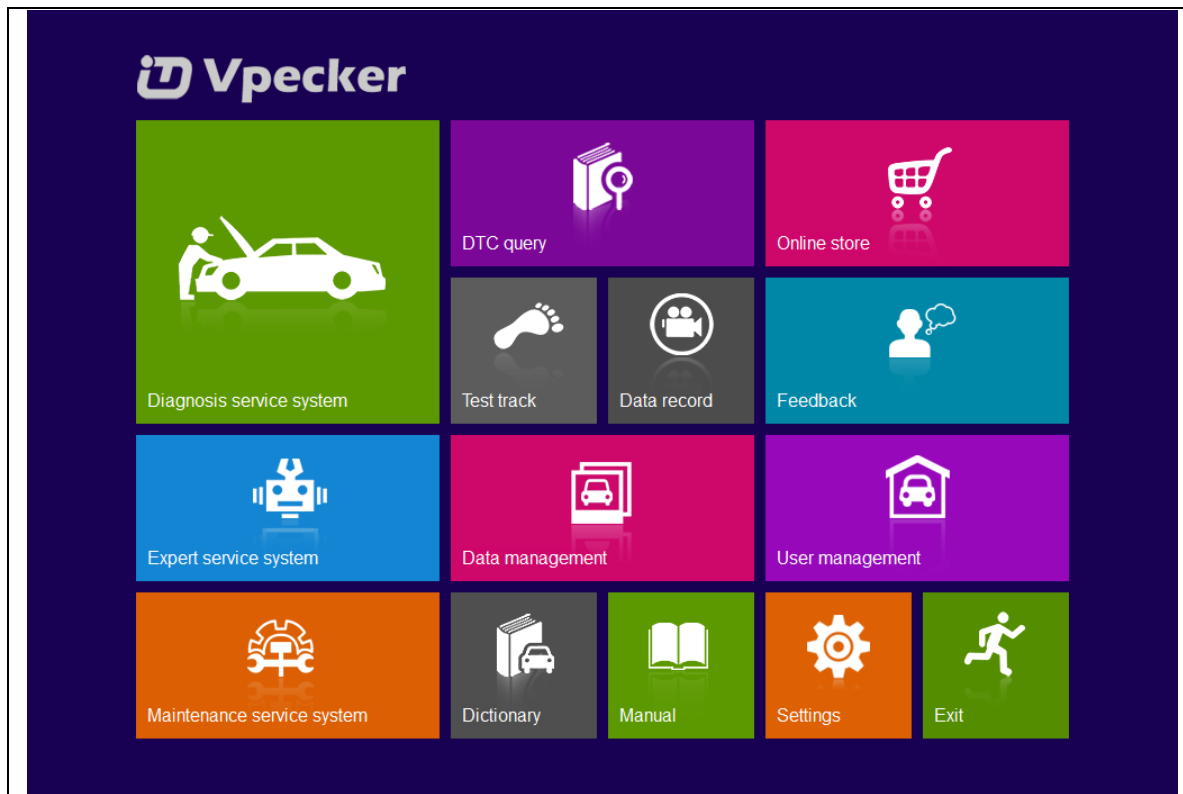 Vpecker
Diagnosis service system
DTC query
Online store
Test track
Data record
Feedback
Expert service system
Data management
User management
Maintenance service system
Dictionary
Manual
Settings
Exit